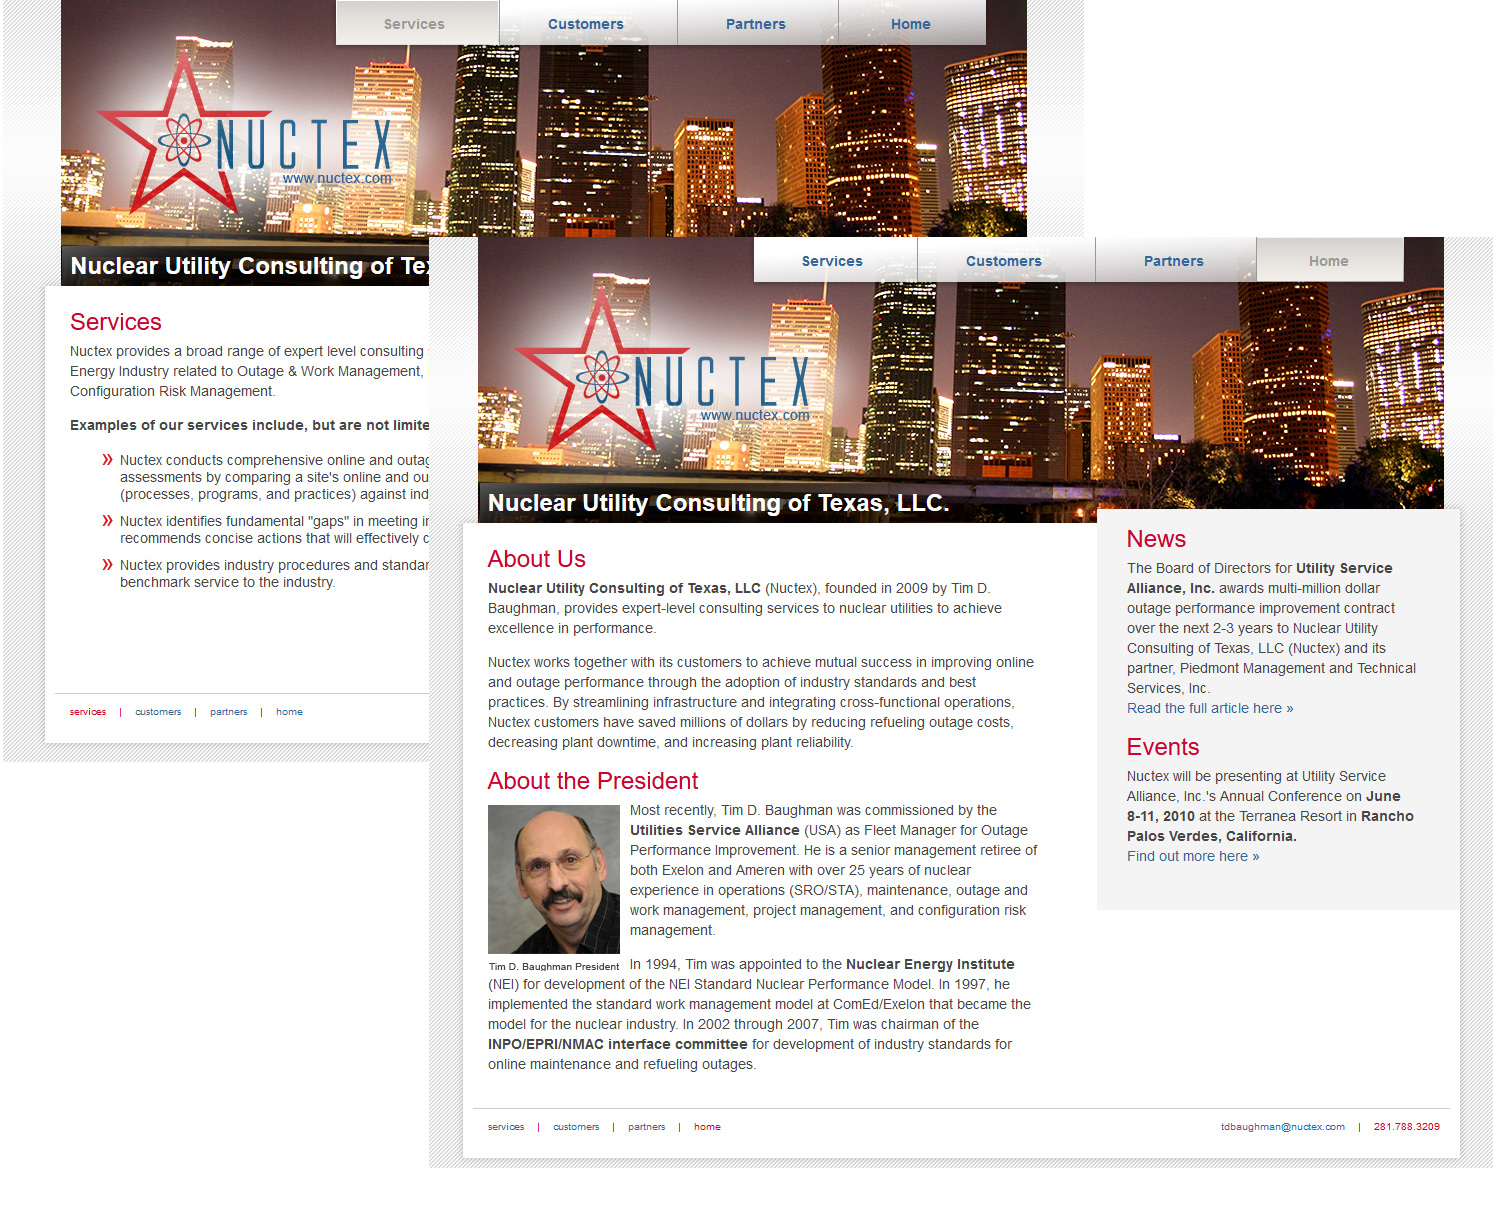 Services
Customers
Partners
Home
NUCTEX
www.nuctex.com
Nuclear Utility Consulting of Te
Services
Nuctex provides a broad range of expert level consulting
Energy Industry related to Outage & Work Management,
Configuration Risk Management.
Examples of our services include, but are not limite
» Nuctex conducts comprehensive online and outag
assessments by comparing a site's online and ou
(processes, programs, and practices) against ind
» Nuctex identifies fundamental "gaps" in meeting in
recommends concise actions that will effectively c
» Nuctex provides industry procedures and standar
benchmark service to the industry.
services | customers | partners | home
Services
Customers
Partners
Home
NUCTEX
www.nuctex.com
Nuclear Utility Consulting of Texas, LLC.
About Us
Nuclear Utility Consulting of Texas, LLC (Nuctex), founded in 2009 by Tim D.
Baughman, provides expert-level consulting services to nuclear utilities to achieve
excellence in performance.
Nuctex works together with its customers to achieve mutual success in improving online
and outage performance through the adoption of industry standards and best
practices. By streamlining infrastructure and integrating cross-functional operations,
Nuctex customers have saved millions of dollars by reducing refueling outage costs,
decreasing plant downtime, and increasing plant reliability.
About the President
Most recently, Tim D. Baughman was commissioned by the
Utilities Service Alliance (USA) as Fleet Manager for Outage
Performance Improvement. He is a senior management retiree of
both Exelon and Ameren with over 25 years of nuclear
experience in operations (SRO/STA), maintenance, outage and
work management, project management, and configuration risk
management.
Tim D. Baughman President
In 1994, Tim was appointed to the Nuclear Energy Institute
(NEI) for development of the NEI Standard Nuclear Performance Model. In 1997, he
implemented the standard work management model at ComEd/Exelon that became the
model for the nuclear industry. In 2002 through 2007, Tim was chairman of the
INPO/EPRI/NMAC interface committee for development of industry standards for
online maintenance and refueling outages.
News
The Board of Directors for Utility Service
Alliance, Inc. awards multi-million dollar
outage performance improvement contract
over the next 2-3 years to Nuclear Utility
Consulting of Texas, LLC (Nuctex) and its
partner, Piedmont Management and Technical
Services, Inc.
Read the full article here »
Events
Nuctex will be presenting at Utility Service
Alliance, Inc.'s Annual Conference on June
8-11, 2010 at the Terranea Resort in Rancho
Palos Verdes, California.
Find out more here »
services | customers | partners | home
tdbaughman@nuctex.com | 281.788.3209